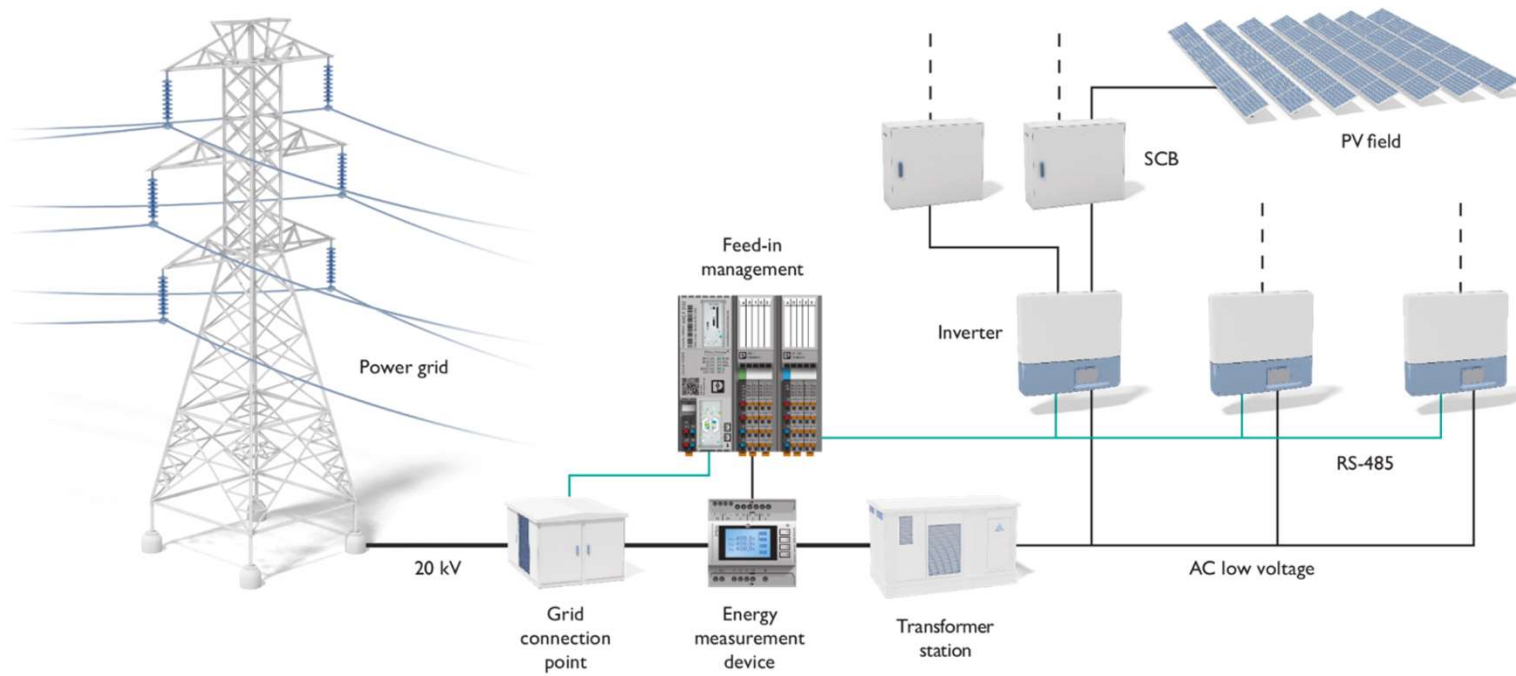 PV field
SCB
Feed-in
management
Inverter
Power grid
RS-485
20 kV
AC low voltage
Grid
connection
point
Energy
measurement
device
Transformer
station